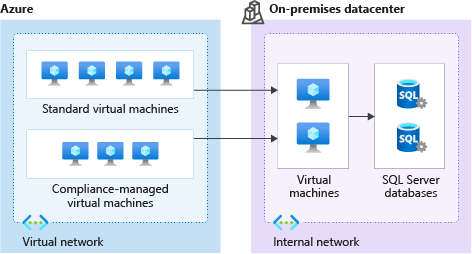 Azure
On-premises datacenter
Standard virtual machines
Compliance-managed
virtual machines
Virtual network
Virtual
machines
SQL
SQL
SQL Server
databases
Internal network